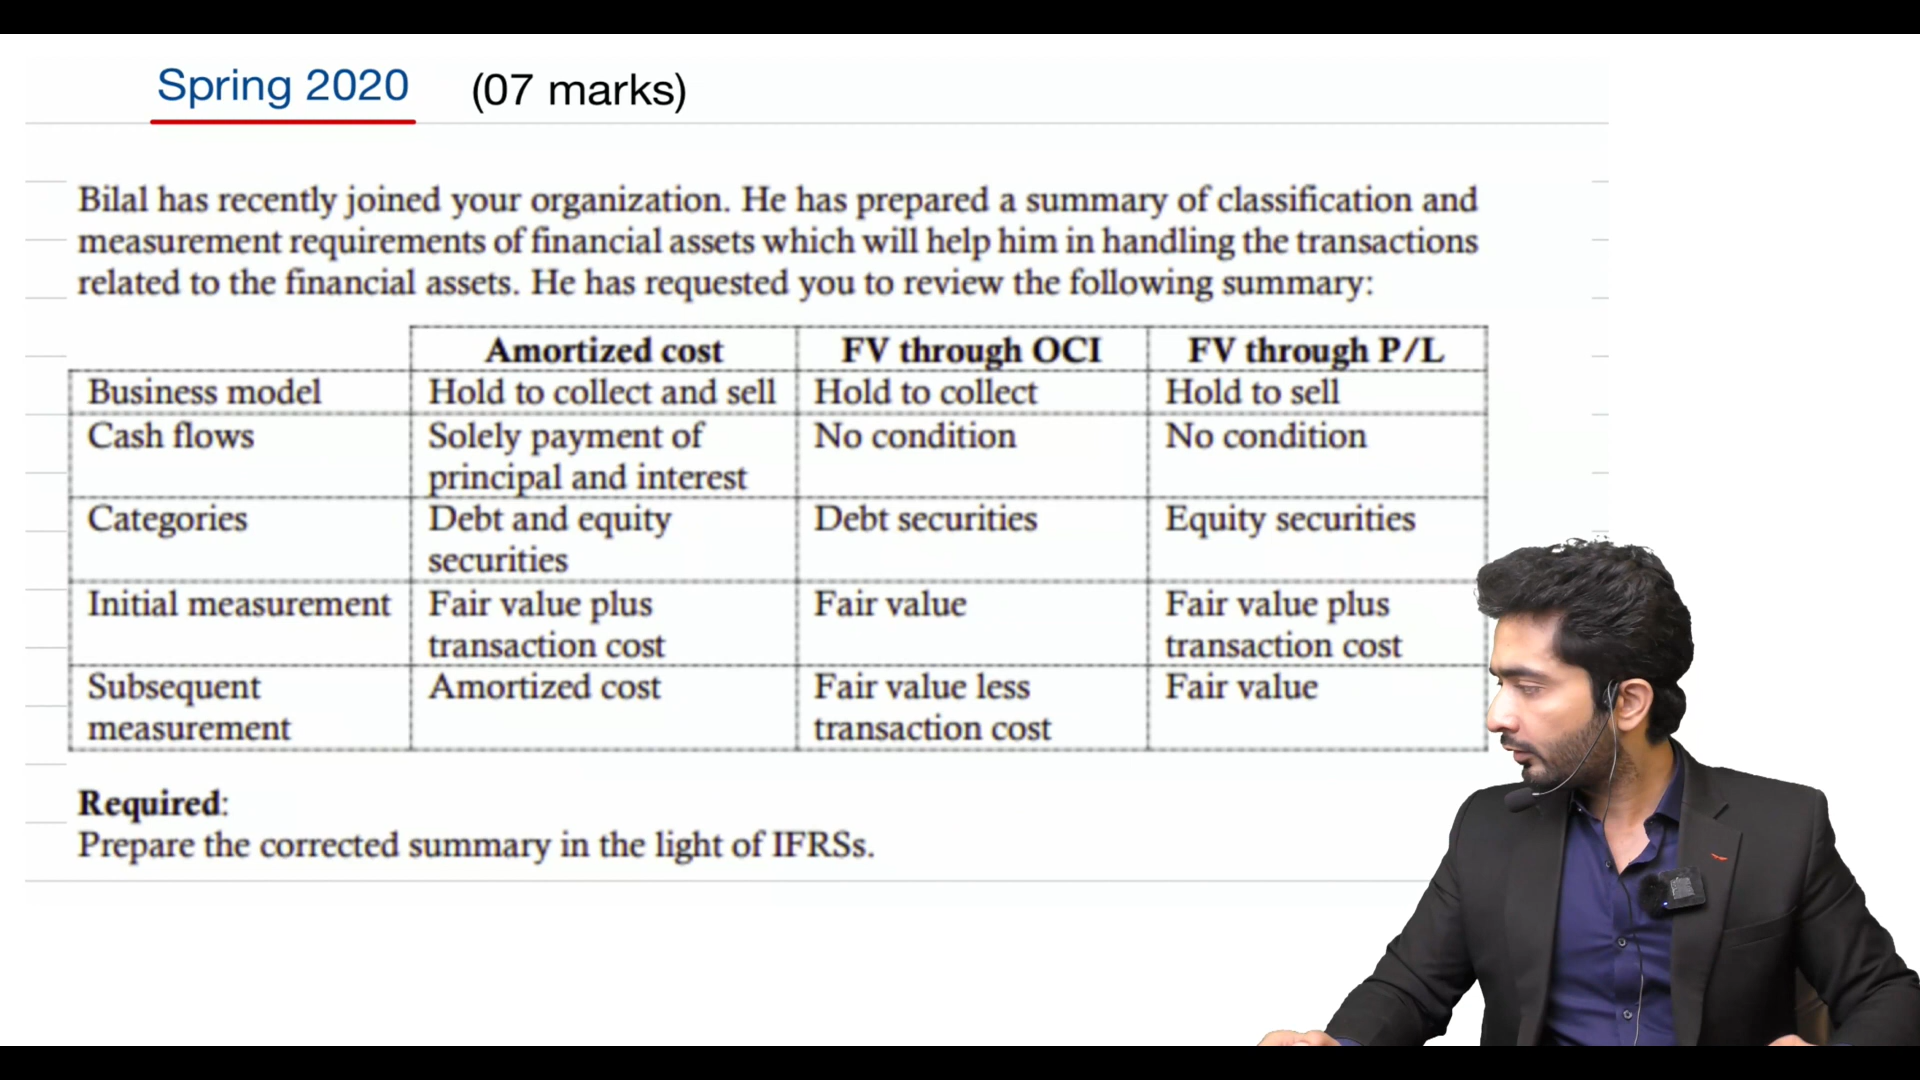 Spring 2020 (07 marks)
Bilal has recently joined your organization. He has prepared a summary of classification and
measurement requirements of financial assets which will help him in handling the transactions
related to the financial assets. He has requested you to review the following summary:
Amortized cost FV through OCI FV through P/L
Business model Hold to collect and sell Hold to collect Hold to sell
Cash flows Solely payment of No condition No condition
principal and interest
Categories Debt and equity Debt securities Equity securities
securities
Initial measurement Fair value plus Fair value Fair value plus
transaction cost transaction cost
Subsequent Amortized cost Fair value less Fair value
measurement transaction cost
Required:
Prepare the corrected summary in the light of IFRSs.